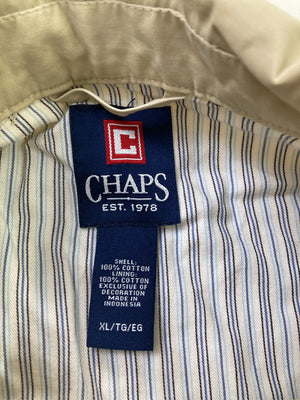 C
CHAPS
EST. 1978
SHELL:
100% COTTON
LINING:
100% COTTON
EXCLUSIVE OF
DECORATION
MADE IN
INDONESIA
XL/TG/EG